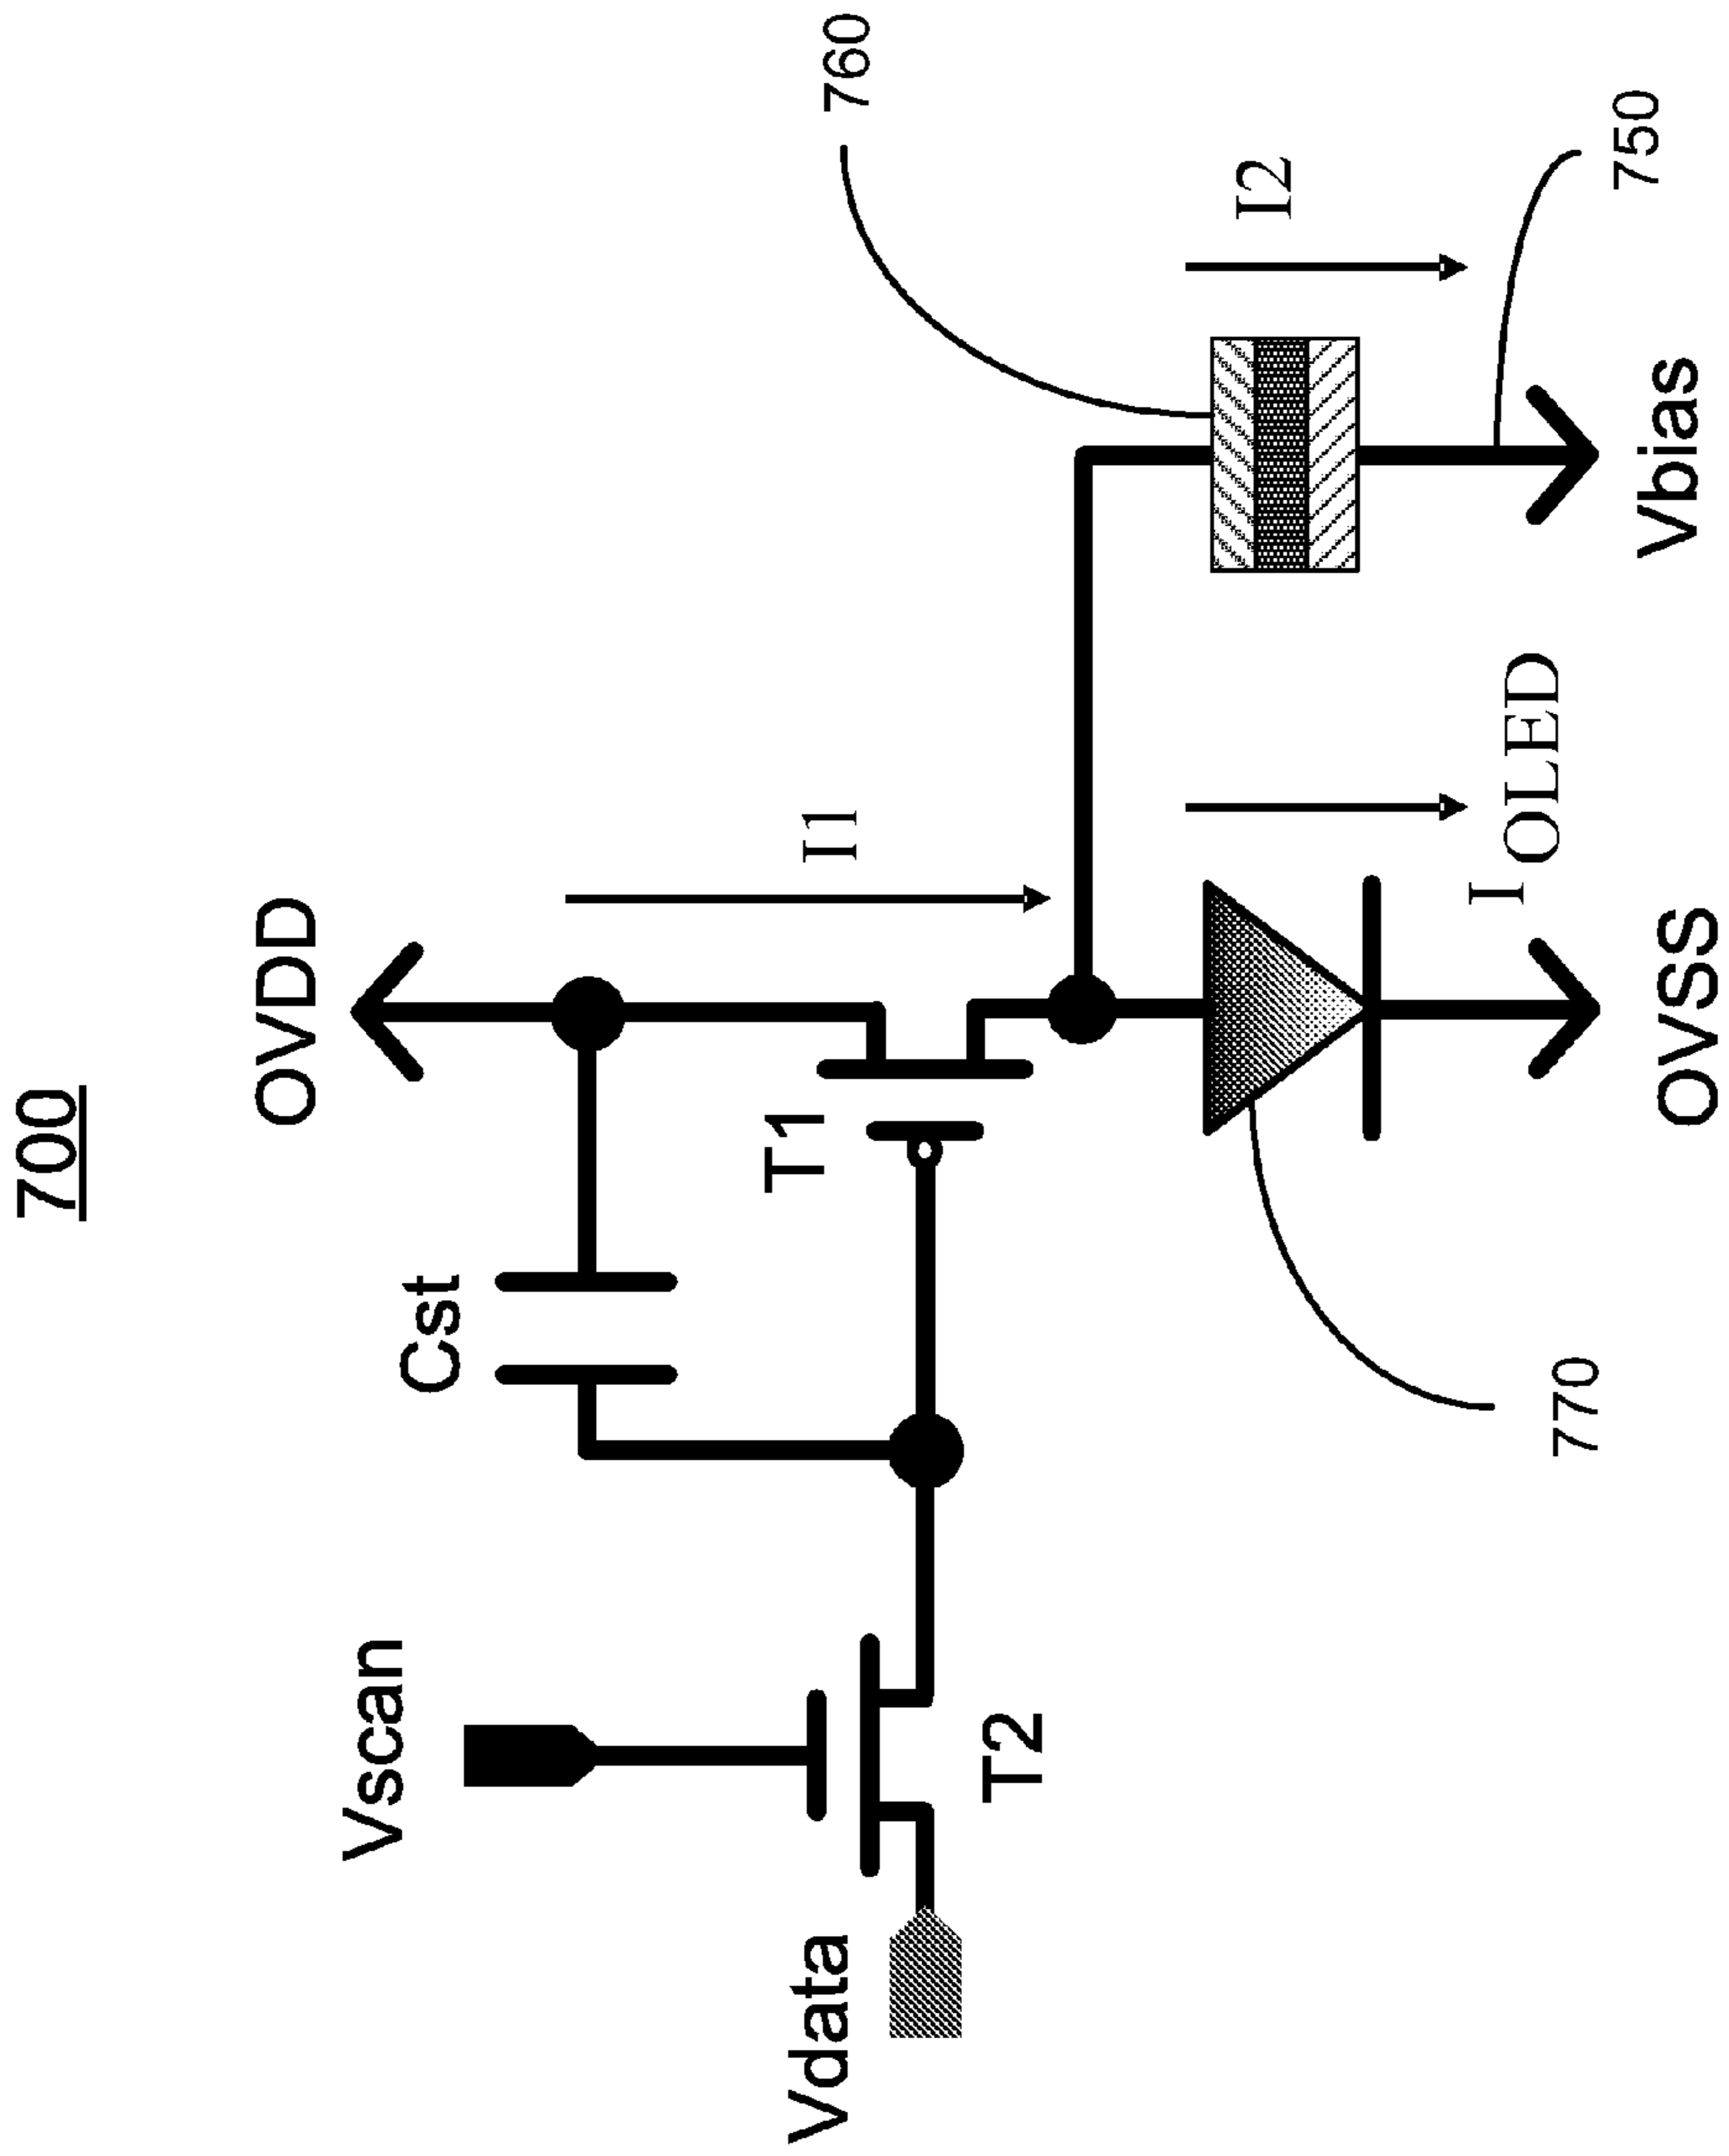 700
OVDD
Cst
Vscan
T1
I1
Vdata
T2
760
I2
I OLED
770
750
OVSS
Vbias